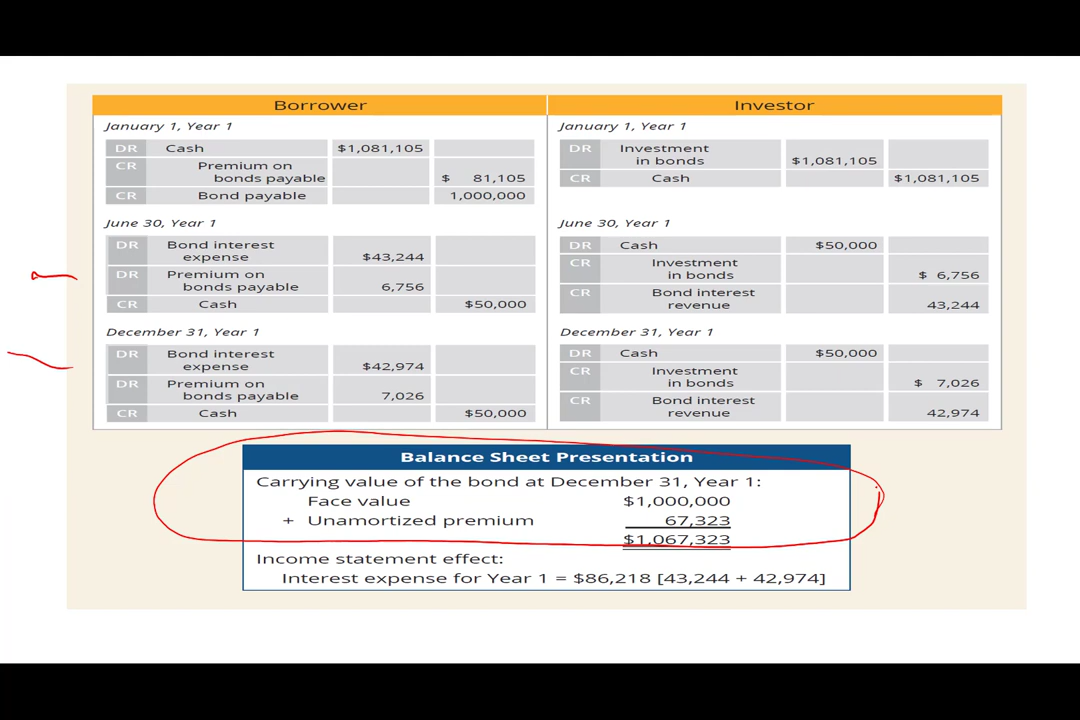 Borrower
January 1, Year 1
DR Cash $1,081,105
CR Premium on
bonds payable $ 81,105
CR Bond payable 1,000,000
June 30, Year 1
DR Bond interest
expense $43,244
DR Premium on
bonds payable 6,756
CR Cash $50,000
December 31, Year 1
DR Bond interest
expense $42,974
DR Premium on
bonds payable 7,026
CR Cash $50,000
Investor
January 1, Year 1
DR Investment
in bonds $1,081,105
CR Cash $1,081,105
June 30, Year 1
DR Cash $50,000
CR Investment
in bonds $ 6,756
CR Bond interest
revenue 43,244
December 31, Year 1
DR Cash $50,000
CR Investment
in bonds $ 7,026
CR Bond interest
revenue 42,974
Balance Sheet Presentation
Carrying value of the bond at December 31, Year 1:
Face value $1,000,000
+ Unamortized premium 67,323
$1,067,323
Income statement effect:
Interest expense for Year 1 = $86,218 [43,244 + 42,974]